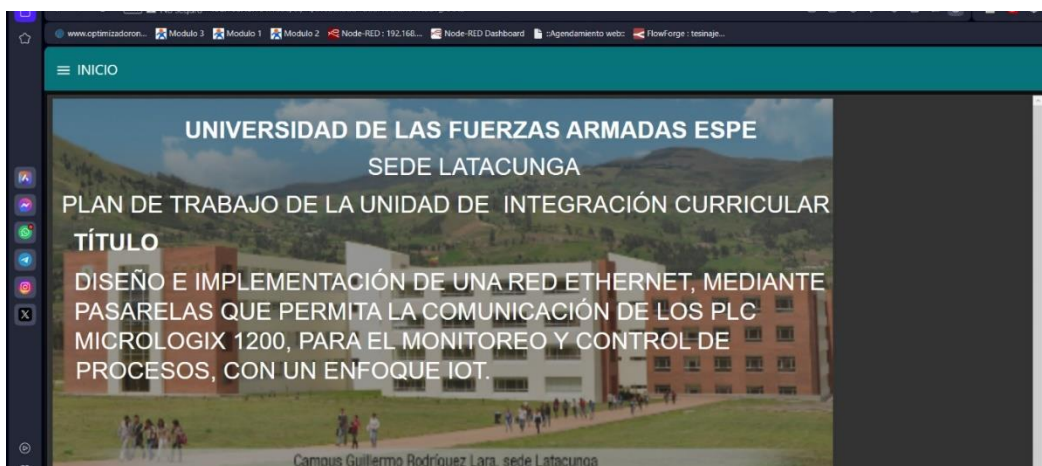 www.optimizadoron... Modulo 3 Modulo 1 Modulo 2 Node-RED : 192.168... Node-RED Dashboard ::Agendamiento web:: FlowForge : tesinaje...
INICIO
UNIVERSIDAD DE LAS FUERZAS ARMADAS ESPE
SEDE LATACUNGA
PLAN DE TRABAJO DE LA UNIDAD DE INTEGRACIÓN CURRICULAR
TÍTULO
DISEÑO E IMPLEMENTACIÓN DE UNA RED ETHERNET, MEDIANTE
PASARELAS QUE PERMITA LA COMUNICACIÓN DE LOS PLC
MICROLOGIX 1200, PARA EL MONITOREO Y CONTROL DE
PROCESOS, CON UN ENFOQUE IOT.
Campus Guillermo Rodríguez Lara, sede Latacunga